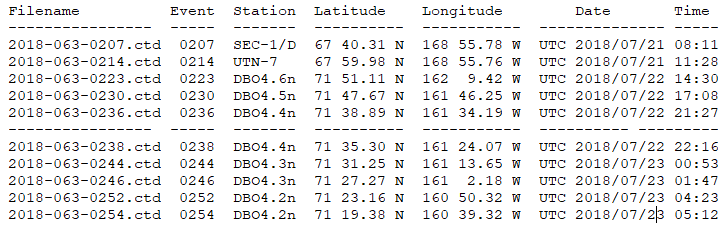 Filename         Event  Station  Latitude    Longitude        Date       Time
---------------- -----  -------  ----------  -----------  ---------- ---------
2018-063-0207.ctd  0207  SEC-1/D  67 40.31 N  168 55.78 W  UTC 2018/07/21 08:11
2018-063-0214.ctd  0214  UTN-7    67 59.98 N  168 55.76 W  UTC 2018/07/21 11:28
2018-063-0223.ctd  0223  DBO4.6n  71 51.11 N  162  9.42 W  UTC 2018/07/22 14:30
2018-063-0230.ctd  0230  DBO4.5n  71 47.67 N  161 46.25 W  UTC 2018/07/22 17:08
2018-063-0236.ctd  0236  DBO4.4n  71 38.89 N  161 34.19 W  UTC 2018/07/22 21:27
---------------- -----  -------  ----------  -----------  ---------- ---------
2018-063-0238.ctd  0238  DBO4.4n  71 35.30 N  161 24.07 W  UTC 2018/07/22 22:16
2018-063-0244.ctd  0244  DBO4.3n  71 31.25 N  161 13.65 W  UTC 2018/07/23 00:53
2018-063-0246.ctd  0246  DBO4.3n  71 27.27 N  161  2.18 W  UTC 2018/07/23 01:47
2018-063-0252.ctd  0252  DBO4.2n  71 23.16 N  160 50.32 W  UTC 2018/07/23 04:23
2018-063-0254.ctd  0254  DBO4.2n  71 19.38 N  160 39.32 W  UTC 2018/07/23 05:12